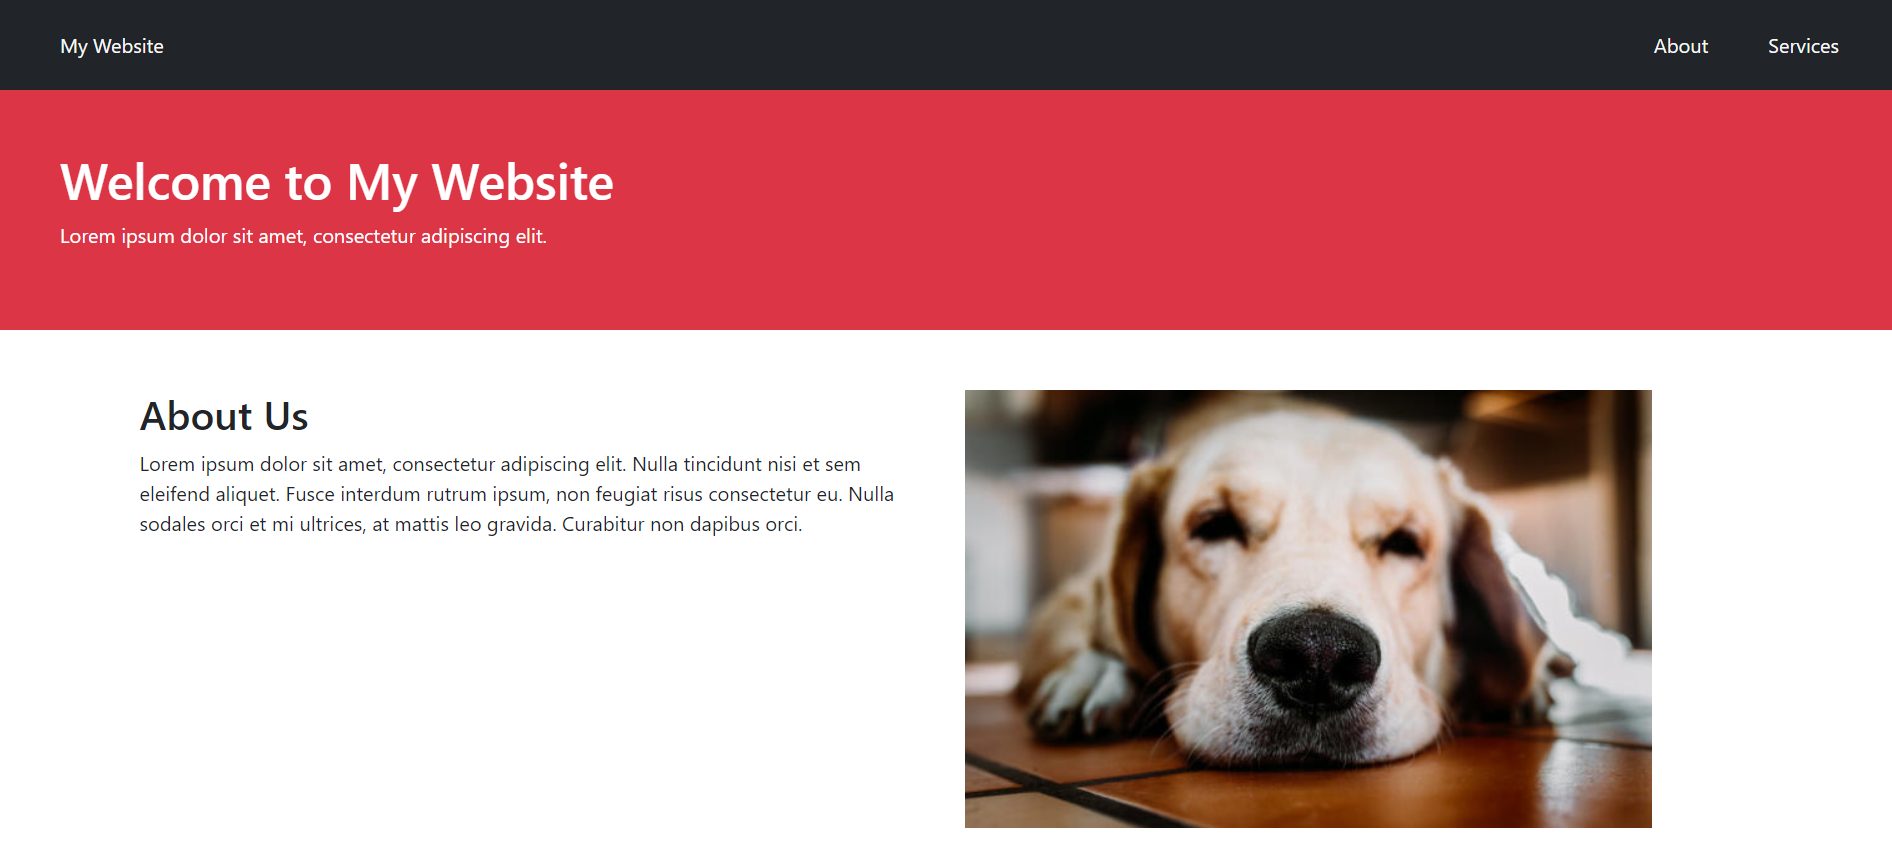 My Website
About
Services
Welcome to My Website
Lorem ipsum dolor sit amet, consectetur adipiscing elit.
About Us
Lorem ipsum dolor sit amet, consectetur adipiscing elit. Nulla tincidunt nisi et sem
eleifend aliquet. Fusce interdum rutrum ipsum, non feugiat risus consectetur eu. Nulla
sodales orci et mi ultrices, at mattis leo gravida. Curabitur non dapibus orci.